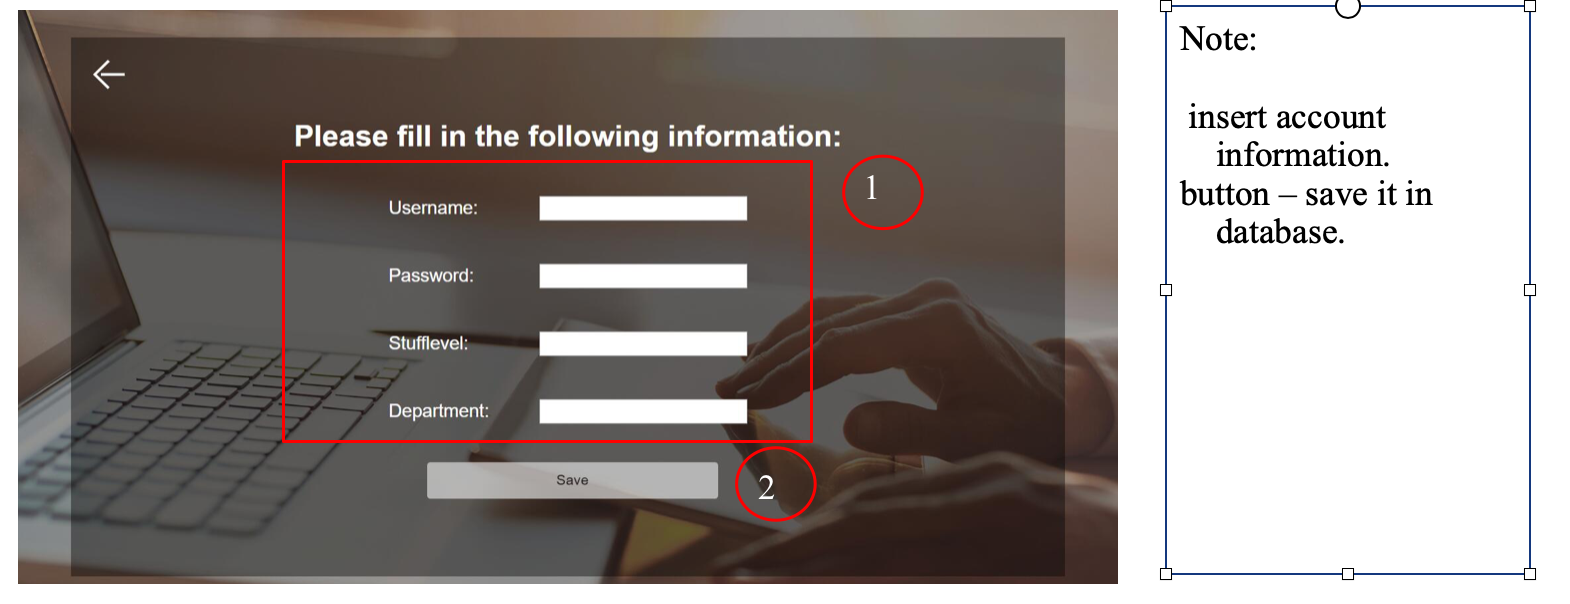 Please fill in the following information:
Username:
1
Password:
Stufflevel:
Department:
Save
2
Note:
insert account
information.
button – save it in
database.